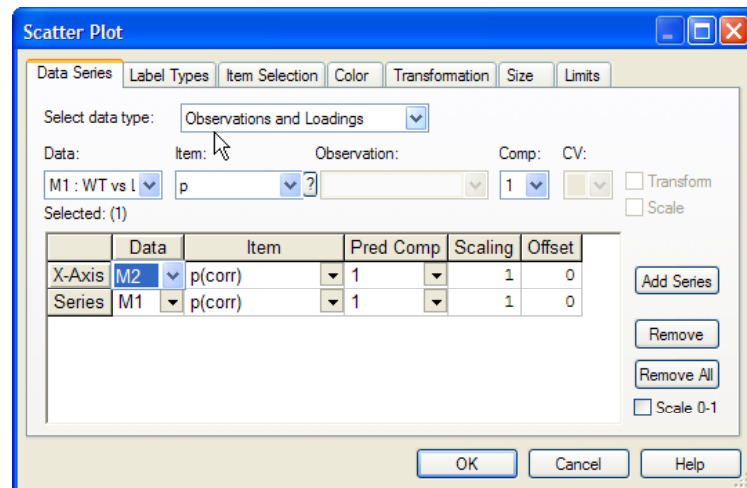 Scatter Plot
Data Series Label Types Item Selection Color Transformation Size Limits
Select data type: Observations and Loadings
Data: Item: Observation: Comp: CV:
M1 : WT vs L p ? 1 Transform
Selected: (1) Scale
Data Item Pred Comp Scaling Offset
X-Axis M2 p(corr) 1 1 0
Series M1 p(corr) 1 1 0
Add Series
Remove
Remove All
Scale 0-1
OK Cancel Help